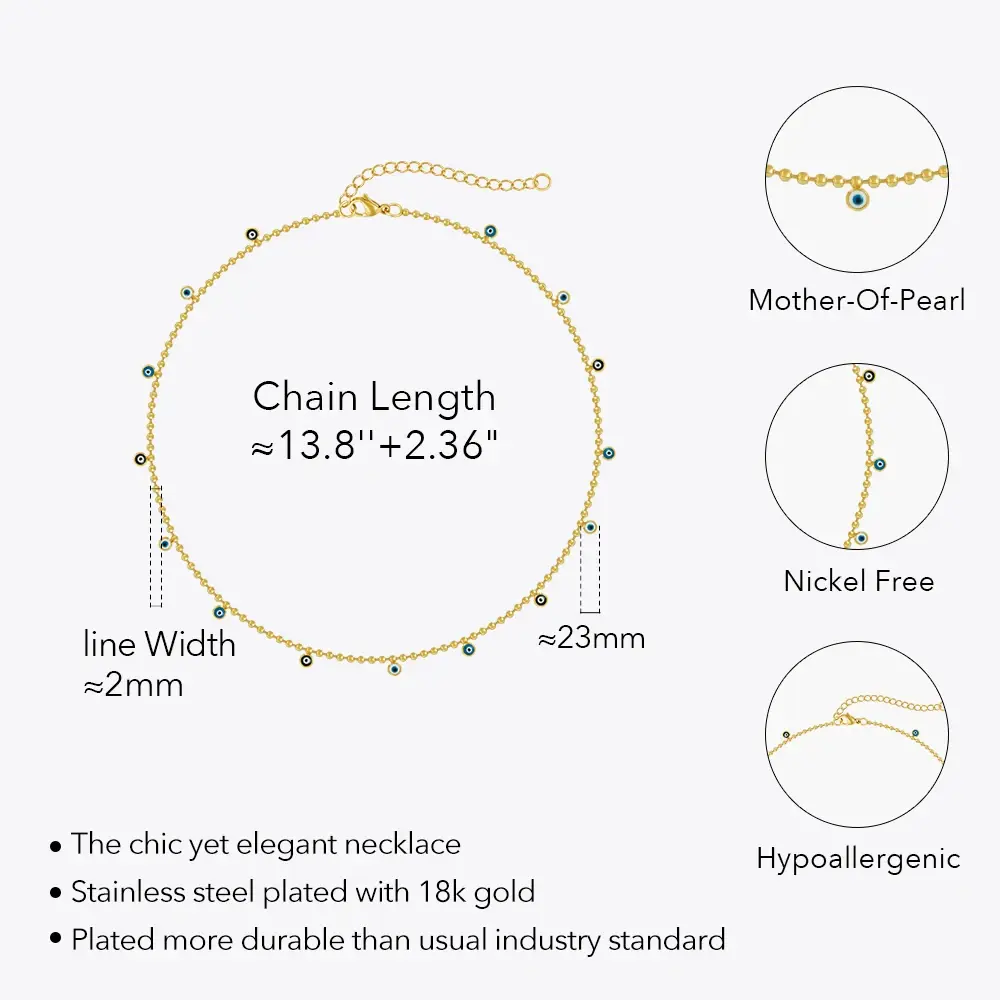 Chain Length
≈13.8''+2.36"
line Width
≈2mm
≈23mm
Mother-Of-Pearl
Nickel Free
Hypoallergenic
• The chic yet elegant necklace
• Stainless steel plated with 18k gold
• Plated more durable than usual industry standard